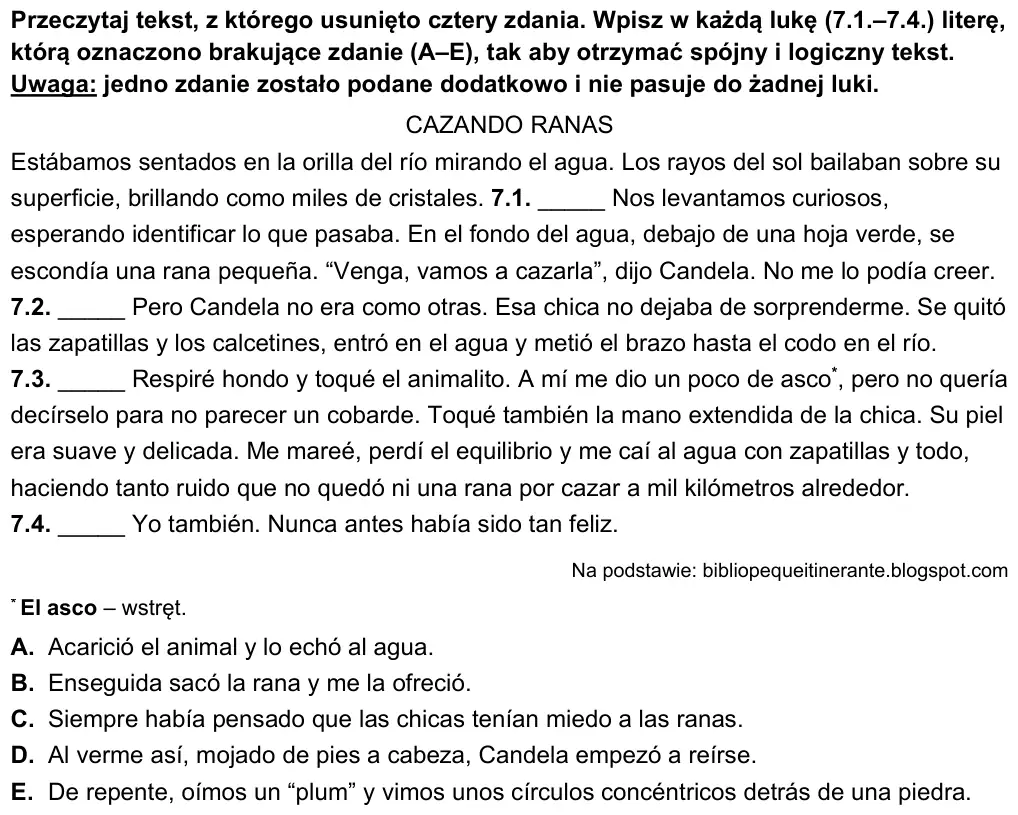 Przeczytaj tekst, z którego usunięto cztery zdania. Wpisz w każdą lukę (7.1.–7.4.) literę,
którą oznaczono brakujące zdanie (A–E), tak aby otrzymać spójny i logiczny tekst.
Uwaga: jedno zdanie zostało podane dodatkowo i nie pasuje do żadnej luki.
CAZANDO RANAS
Estábamos sentados en la orilla del río mirando el agua. Los rayos del sol bailaban sobre su
superficie, brillando como miles de cristales. 7.1. _____ Nos levantamos curiosos,
esperando identificar lo que pasaba. En el fondo del agua, debajo de una hoja verde, se
escondía una rana pequeña. “Venga, vamos a cazarla”, dijo Candela. No me lo podía creer.
7.2. _____ Pero Candela no era como otras. Esa chica no dejaba de sorprenderme. Se quitó
las zapatillas y los calcetines, entró en el agua y metió el brazo hasta el codo en el río.
7.3. _____ Respiré hondo y toqué el animalito. A mí me dio un poco de asco*, pero no quería
decírselo para no parecer un cobarde. Toqué también la mano extendida de la chica. Su piel
era suave y delicada. Me mareé, perdí el equilibrio y me caí al agua con zapatillas y todo,
haciendo tanto ruido que no quedó ni una rana por cazar a mil kilómetros alrededor.
7.4. _____ Yo también. Nunca antes había sido tan feliz.
Na podstawie: bibliopequeitinerante.blogspot.com
* El asco – wstręt.
A. Acarició el animal y lo echó al agua.
B. Enseguida sacó la rana y me la ofreció.
C. Siempre había pensado que las chicas tenían miedo a las ranas.
D. Al verme así, mojado de pies a cabeza, Candela empezó a reírse.
E. De repente, oímos un “plum” y vimos unos círculos concéntricos detrás de una piedra.